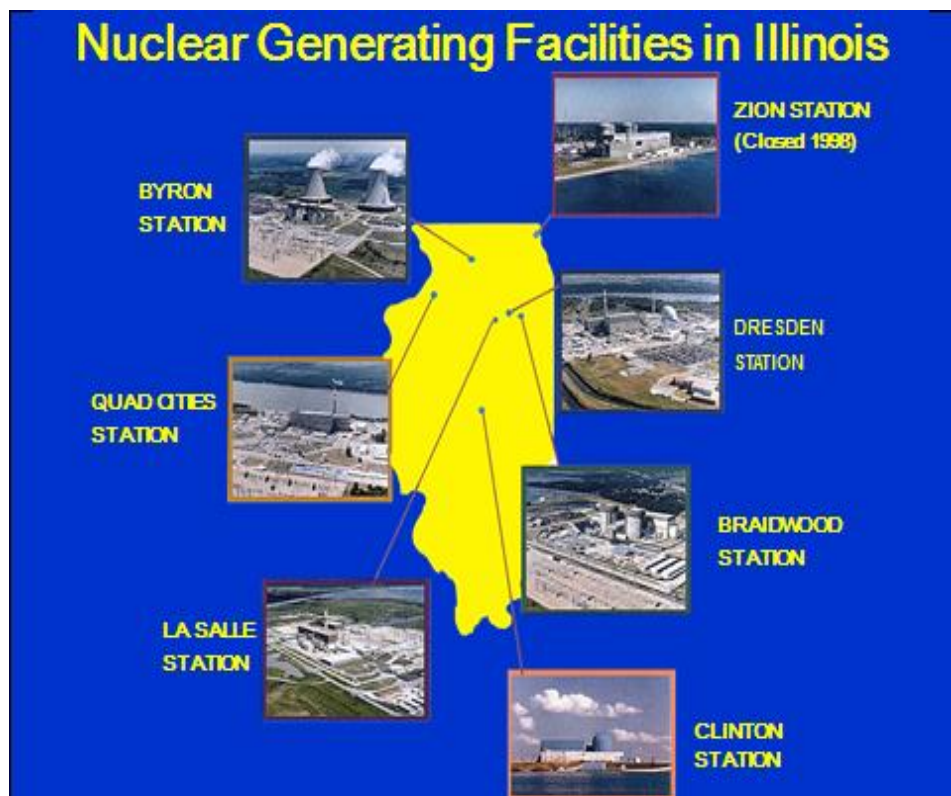 Nuclear Generating Facilities in Illinois
ZION STATION
(Closed 1998)
BYRON
STATION
DRESDEN
STATION
QUAD CITIES
STATION
BRAIDWOOD
STATION
LA SALLE
STATION
CLINTON
STATION